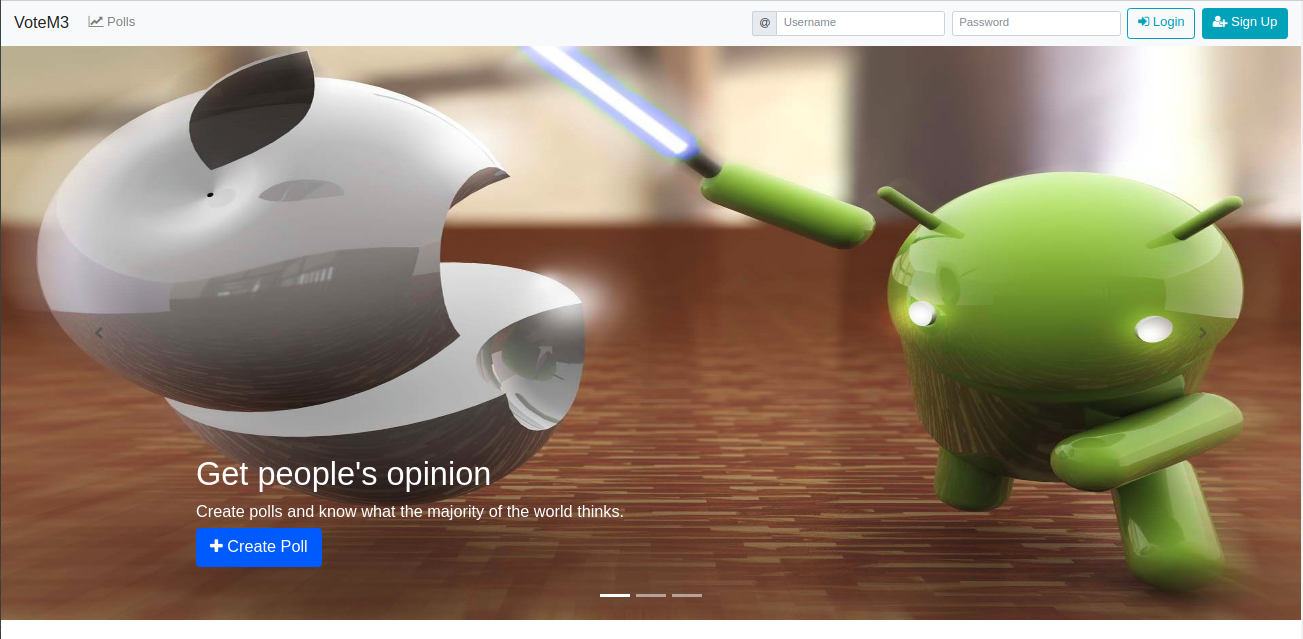 VoteM3 Polls @ Username Password Login Sign Up
Get people's opinion
Create polls and know what the majority of the world thinks.
Create Poll